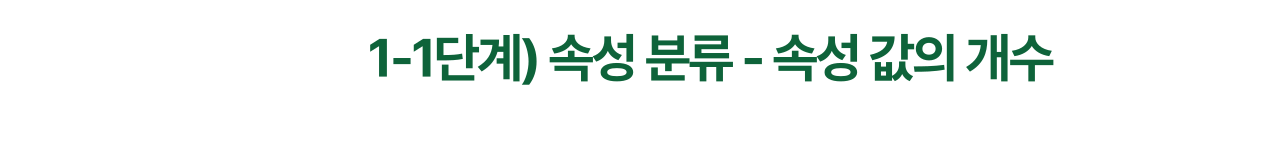 1-1단계) 속성 분류 - 속성 값의 개수